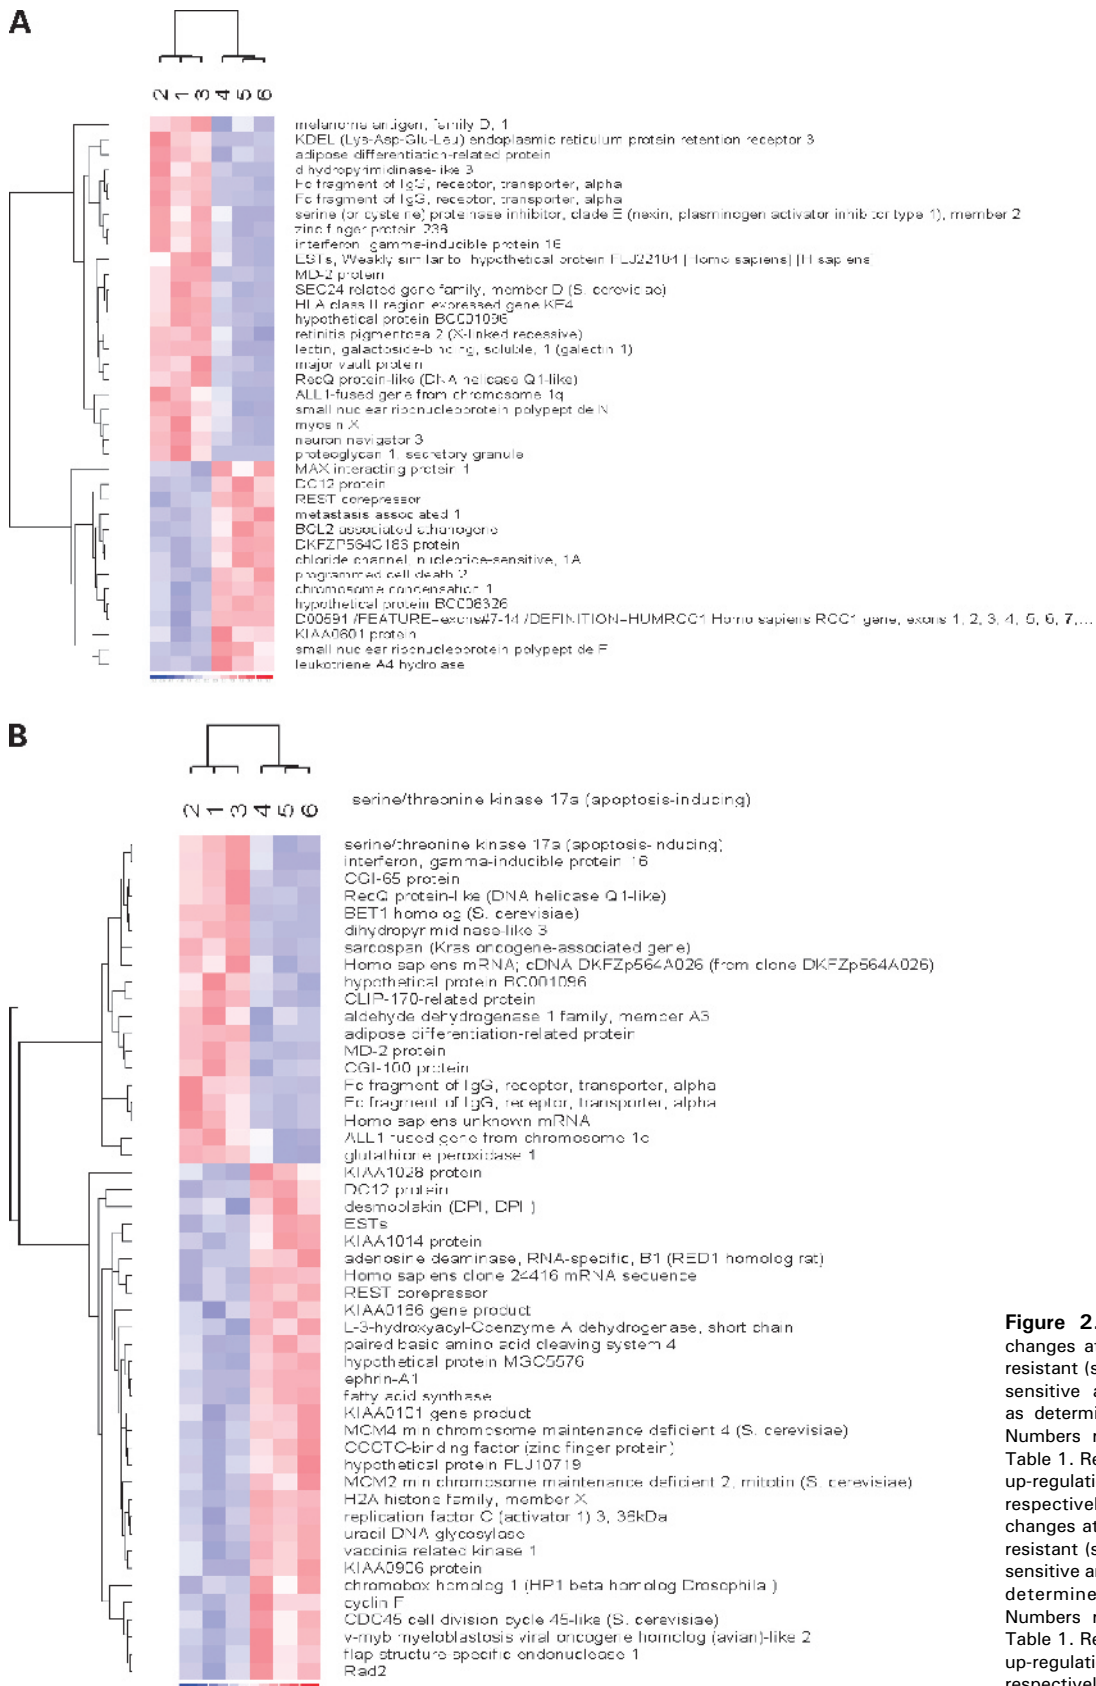 A
2 1 3 4 5 6
melanoma antigen, family D, 1
KDEL (Lys-Asp-Glu-Leu) endoplasmic reticulum protein retention receptor 3
adipose differentiation-related protein
dihydropyrimidinase-like 3
Fc fragment of IgG, receptor, transporter, alpha
Fc fragment of IgG, receptor, transporter, alpha
serine (or cysteine) proteinase inhibitor, clade E (nexin, plasminogen activator inhibitor type 1), member 2
zinc finger protein 238
interferon, gamma-inducible protein 16
ESTs, Weakly similar to hypothetical protein FLJ22104 [Homo sapiens] [H sapiens]
MD-2 protein
SEC24 related gene family, member D (S. cerevisiae)
HLA class II region expressed gene KE4
hypothetical protein BC001096
retinitis pigmentosa 2 (X-linked recessive)
lectin, galactoside-binding, soluble, 1 (galectin 1)
major vault protein
RecQ protein-like (DNA helicase Q1-like)
ALL1-fused gene from chromosome 1q
small nuclear ribonucleoprotein polypeptide N
myosin X
neuron navigator 3
proteoglycan 1, secretory granule
MAX interacting protein 1
DC12 protein
REST corepressor
metastasis associated 1
BCL2 associated athanogene
DKFZP564C186 protein
chloride channel, nucleotide-sensitive, 1A
programmed cell death 2
chromosome condensation 1
hypothetical protein BC008326
D00591 /FEATURE=exons#7-14 /DEFINITION=HUMRCC1 Homo sapiens RCC1 gene, exons 1, 2, 3, 4, 5, 6, 7,...
KIAA0601 protein
small nuclear ribonucleoprotein polypeptide F
leukotriene A4 hydrolase
B
2 1 3 4 5 6
serine/threonine kinase 17a (apoptosis-inducing)
serine/threonine kinase 17a (apoptosis-inducing)
interferon, gamma-inducible protein 16
CGI-65 protein
RecQ protein-like (DNA helicase Q1-like)
BET1 homolog (S. cerevisiae)
dihydropyrimidinase-like 3
sarcospan (Kras oncogene-associated gene)
Homo sapiens mRNA; cDNA DKFZp564A026 (from clone DKFZp564A026)
hypothetical protein BC001096
CLIP-170-related protein
aldehyde dehydrogenase 1 family, member A3
adipose differentiation-related protein
MD-2 protein
CGI-100 protein
Fc fragment of IgG, receptor, transporter, alpha
Fc fragment of IgG, receptor, transporter, alpha
Homo sapiens unknown mRNA
ALL1 fused gene from chromosome 1q
glutathione peroxidase 1
KIAA1028 protein
DC12 protein
desmoplakin (DPI, DPII)
ESTs
KIAA1014 protein
adenosine deaminase, RNA-specific, B1 (RED1 homolog rat)
Homo sapiens clone 24416 mRNA sequence
REST corepressor
KIAA0166 gene product
L-3-hydroxyacyl-Coenzyme A dehydrogenase, short chain
paired basic amino acid cleaving system 4
hypothetical protein MGC5576
ephrin-A1
fatty acid synthase
KIAA0101 gene product
MCM4 minichromosome maintenance deficient 4 (S. cerevisiae)
CCCTC-binding factor (zinc finger protein)
hypothetical protein FLJ10719
MCM2 minichromosome maintenance deficient 2, mitotin (S. cerevisiae)
H2A histone family, member X
replication factor C (activator 1) 3, 38kDa
uracil DNA glycosylase
vaccinia related kinase 1
KIAA0906 protein
chromobox homolog 1 (HP1 beta homolog Drosophila )
cyclin F
CDC45 cell division cycle 45-like (S. cerevisiae)
v-myb myeloblastosis viral oncogene homolog (avian)-like 2
flap structure specific endonuclease 1
Rad2
Figure 2.
changes at
resistant (s
sensitive a
as determi
Numbers r
Table 1. Re
up-regulati
respectively
changes at
resistant (s
sensitive an
determine
Numbers r
Table 1. Re
up-regulati
respectively